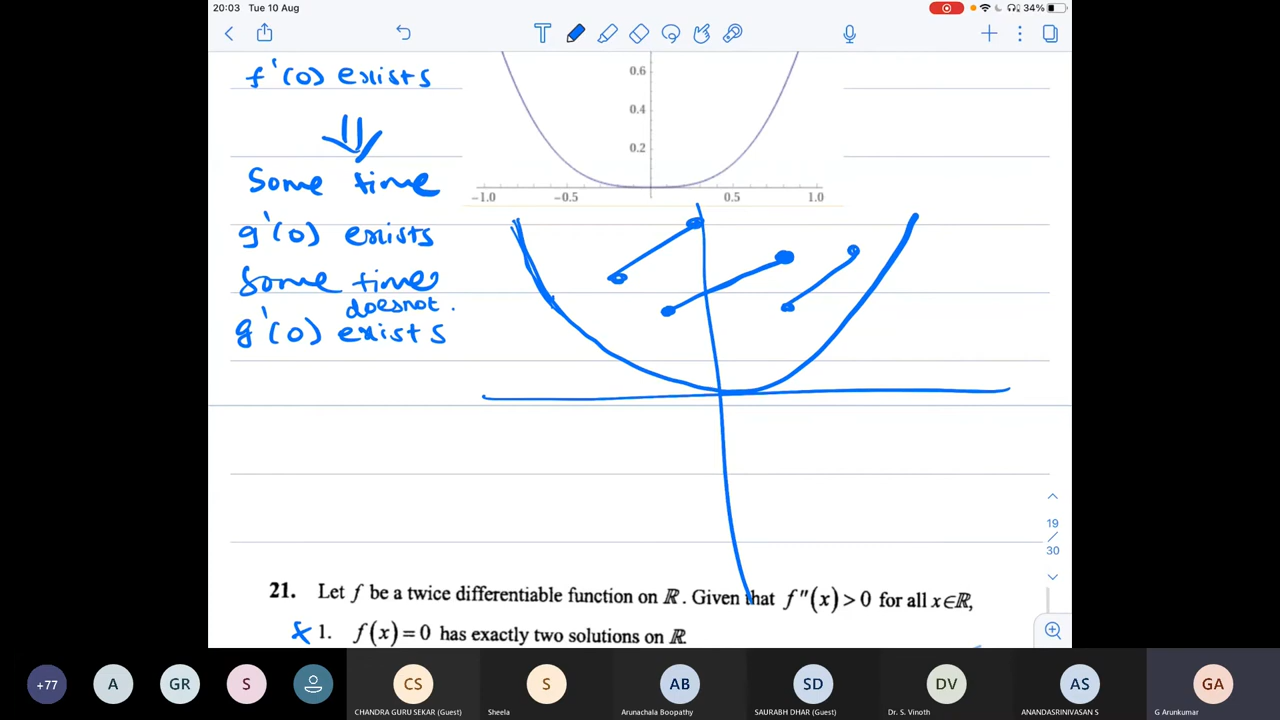 20:03 Tue 10 Aug
34%
T
f'(0) exists
⇓
Some time
g'(0) exists
Some time
doesnot.
g'(0) exists
0.6
0.4
0.2
-1.0 -0.5 0.5 1.0
19
30
21. Let f be a twice differentiable function on ℝ. Given that f"(x)>0 for all x∈ℝ,
x 1. f(x)=0 has exactly two solutions on ℝ
+77
A
GR
S
CS
CHANDRA GURU SEKAR (Guest)
S
Sheela
AB
Arunachala Boopathy
SD
SAURABH DHAR (Guest)
DV
Dr. S. Vinoth
AS
ANANDASRINIVASAN S
GA
G Arunkumar